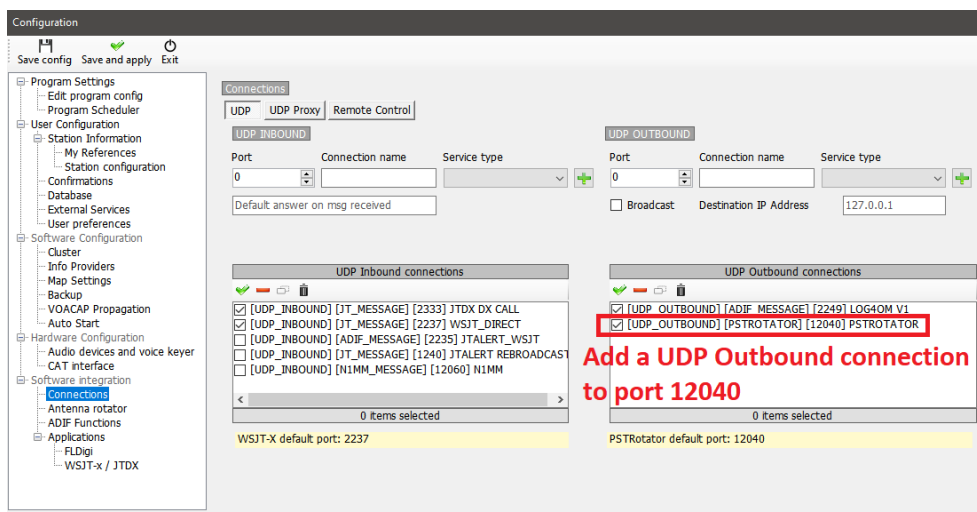 Configuration
Save config Save and apply Exit
Program Settings
Edit program config
Program Scheduler
User Configuration
Station Information
My References
Station configuration
Confirmations
Database
External Services
User preferences
Software Configuration
Cluster
Info Providers
Map Settings
Backup
VOACAP Propagation
Auto Start
Hardware Configuration
Audio devices and voice keyer
CAT interface
Software integration
Connections
Antenna rotator
ADIF Functions
Applications
FLDigi
WSJT-x / JTDX
Connections
UDP UDP Proxy Remote Control
UDP INBOUND
Port Connection name Service type
0
Default answer on msg received
UDP Inbound connections
[UDP_INBOUND] [JT_MESSAGE] [2333] JTDX DX CALL
[UDP_INBOUND] [JT_MESSAGE] [2237] WSJT_DIRECT
[UDP_INBOUND] [ADIF_MESSAGE] [2235] JTALERT_WSJT
[UDP_INBOUND] [JT_MESSAGE] [1240] JTALERT REBROADCAST
[UDP_INBOUND] [N1MM_MESSAGE] [12060] N1MM
0 items selected
WSJT-X default port: 2237
UDP OUTBOUND
Port Connection name Service type
0
Broadcast Destination IP Address 127.0.0.1
UDP Outbound connections
[UDP_OUTBOUND] [ADIF_MESSAGE] [2249] LOG4OM V1
[UDP_OUTBOUND] [PSTROTATOR] [12040] PSTROTATOR
Add a UDP Outbound connection
to port 12040
0 items selected
PSTRotator default port: 12040